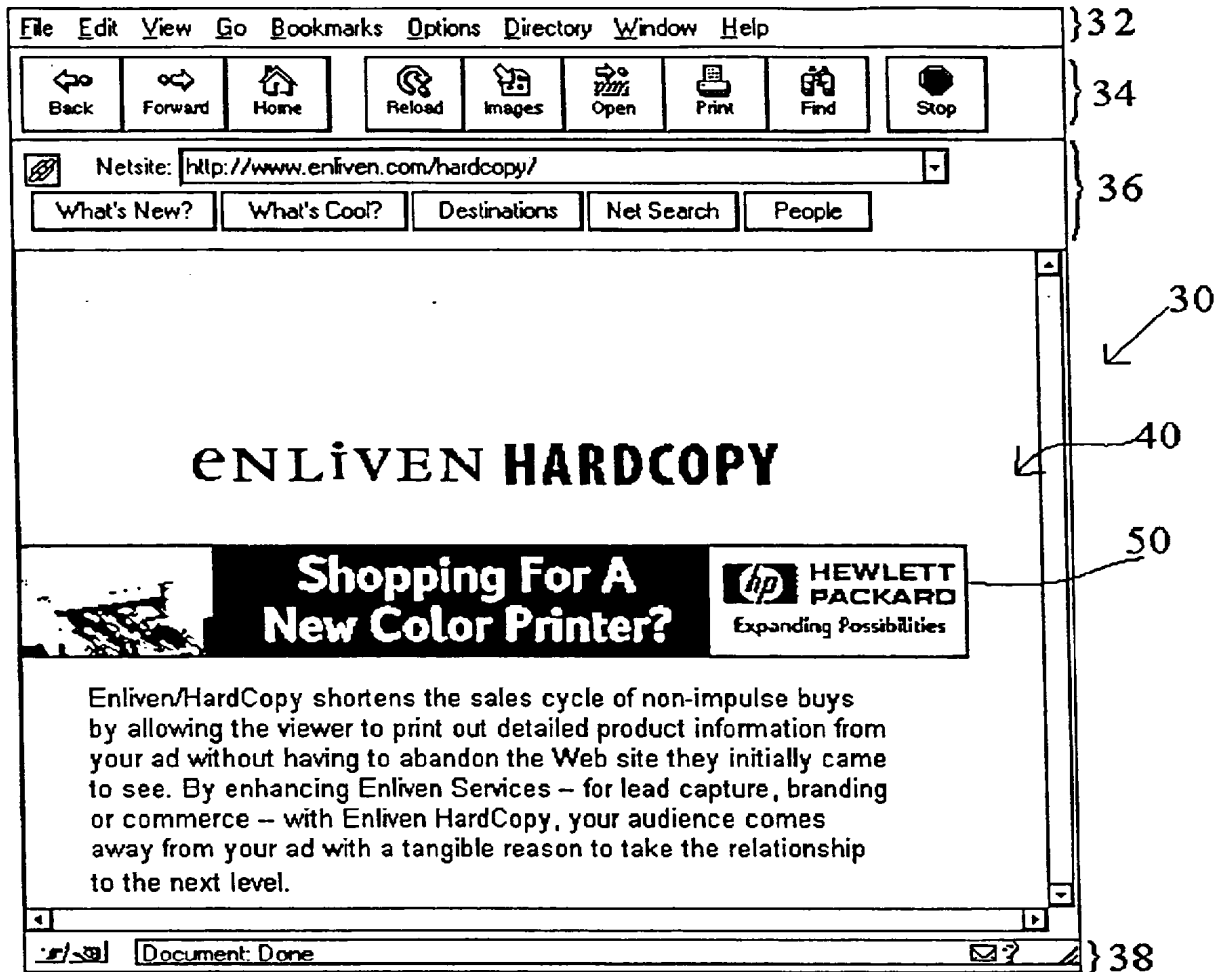 File Edit View Go Bookmarks Options Directory Window Help }32
Back Forward Home Reload Images Open Print Find Stop }34
Netsite: http://www.enliven.com/hardcopy/
What's New? What's Cool? Destinations Net Search People }36
30
40
eNLiVEN HARDCOPY
50
Shopping For A
New Color Printer?
hp HEWLETT
PACKARD
Expanding Possibilities
Enliven/HardCopy shortens the sales cycle of non-impulse buys
by allowing the viewer to print out detailed product information from
your ad without having to abandon the Web site they initially came
to see. By enhancing Enliven Services – for lead capture, branding
or commerce – with Enliven HardCopy, your audience comes
away from your ad with a tangible reason to take the relationship
to the next level.
Document: Done ? }38